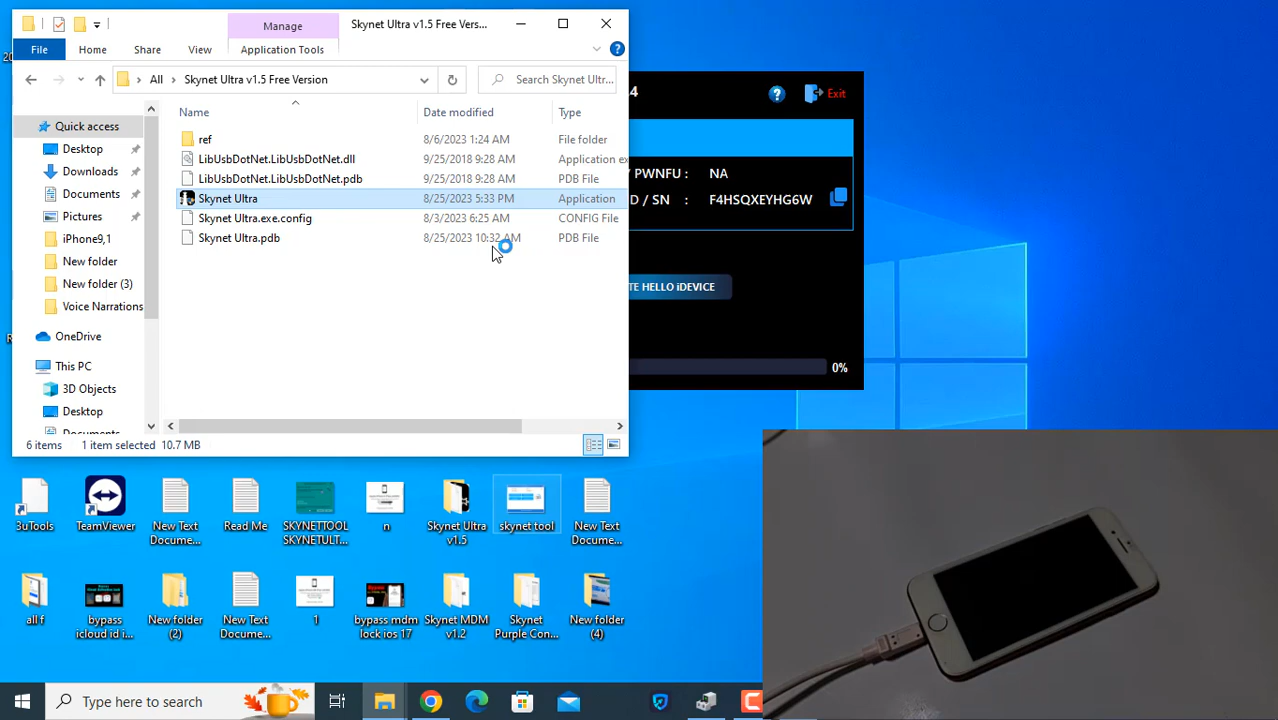 Manage
Skynet Ultra v1.5 Free Vers...
File
Home
Share
View
Application Tools
All
Skynet Ultra v1.5 Free Version
Search Skynet Ultr...
Name
Date modified
Type
ref
8/6/2023 1:24 AM
File folder
LibUsbDotNet.LibUsbDotNet.dll
9/25/2018 9:28 AM
Application ex
LibUsbDotNet.LibUsbDotNet.pdb
9/25/2018 9:28 AM
PDB File
Skynet Ultra
8/25/2023 5:33 PM
Application
Skynet Ultra.exe.config
8/3/2023 6:25 AM
CONFIG File
Skynet Ultra.pdb
8/25/2023 10:32 AM
PDB File
Quick access
Desktop
Downloads
Documents
Pictures
iPhone9,1
New folder
New folder (3)
Voice Narrations
OneDrive
This PC
3D Objects
Desktop
6 items
1 item selected 10.7 MB
4
Exit
/ PWNFU :
NA
D / SN :
F4HSQXEYHG6W
TE HELLO iDEVICE
0%
3uTools
TeamViewer
New Text
Docume...
Read Me
SKYNETTOOL
SKYNETULT...
n
Skynet Ultra
v1.5
skynet tool
New Text
Docume...
all f
bypass
icloud id i...
New folder
(2)
New Text
Docume...
1
bypass mdm
lock ios 17
Skynet MDM
v1.2
Skynet
Purple Con...
New folder
(4)
Type here to search